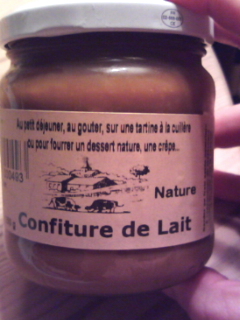 Au petit déjeuner, au gouter, sur une tartine à la cuillère
ou pour fourrer un dessert nature, une crêpe..
Nature
Confiture de Lait